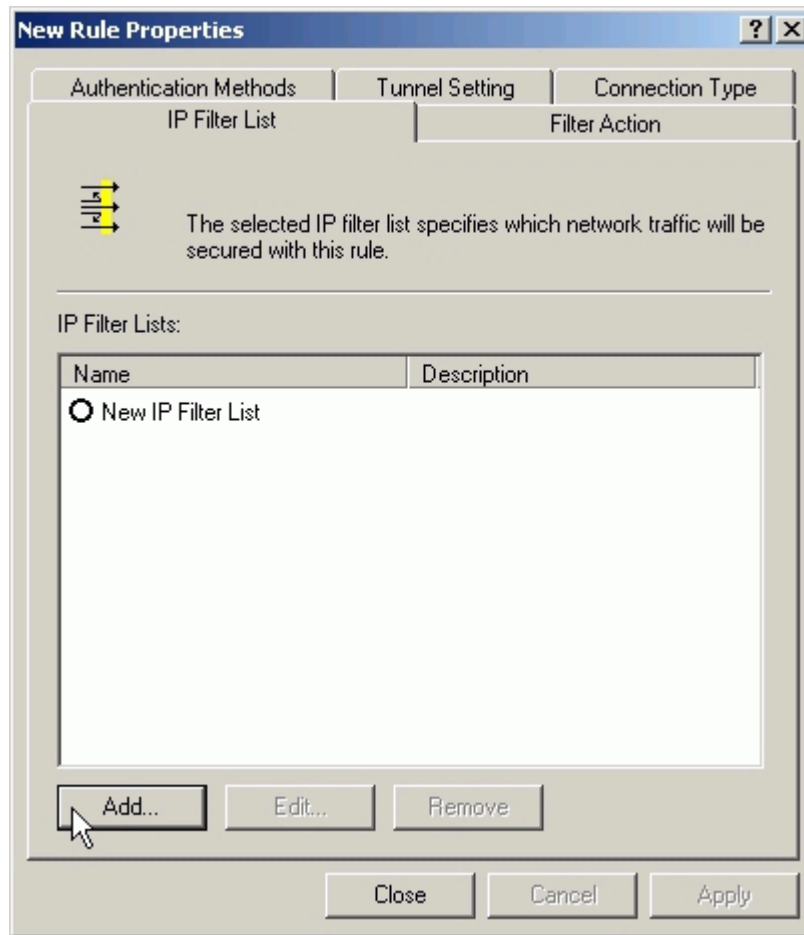 New Rule Properties
Authentication Methods
Tunnel Setting
Connection Type
IP Filter List
Filter Action
The selected IP filter list specifies which network traffic will be
secured with this rule.
IP Filter Lists:
Name
Description
New IP Filter List
Add...
Edit...
Remove
Close
Cancel
Apply